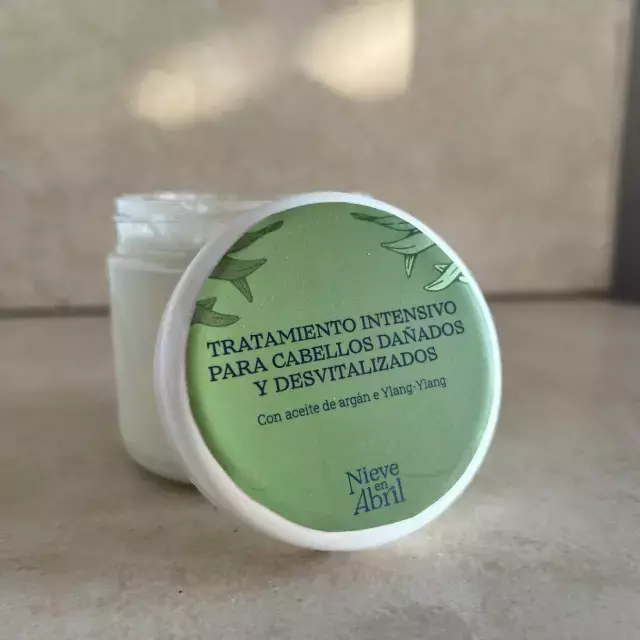 TRATAMIENTO INTENSIVO
PARA CABELLOS DAÑADOS
Y DESVITALIZADOS
Con aceite de argán e Ylang-Ylang
Nieve
en
Abril